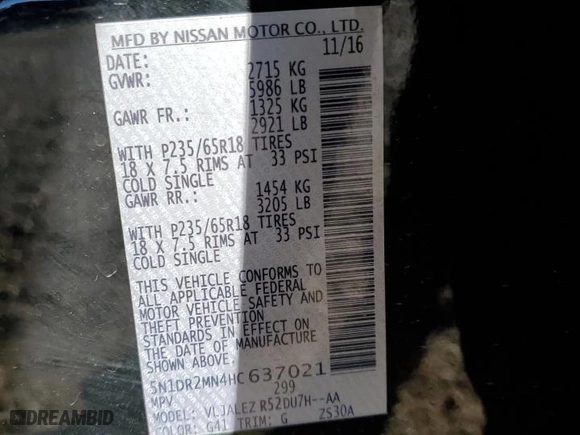 MFD BY NISSAN MOTOR CO., LTD.
DATE: 11/16
GVWR: 2715 KG
5986 LB
GAWR FR.: 1325 KG
2921 LB
WITH P235/65R18 TIRES
18 X 7.5 RIMS AT 33 PSI
COLD SINGLE
GAWR RR.: 1454 KG
3205 LB
WITH P235/65R18 TIRES
18 X 7.5 RIMS AT 33 PSI
COLD SINGLE
THIS VEHICLE CONFORMS TO
ALL APPLICABLE FEDERAL
MOTOR VEHICLE SAFETY AND
THEFT PREVENTION
STANDARDS IN EFFECT ON
THE DATE OF MANUFACTURE
SHOWN ABOVE.
5N1DR2MN4HC637021
MPV 299
MODEL: VLJALEZ R52DU7H--AA
COLOR: G41 TRIM: G ZS30A
DREAMBID